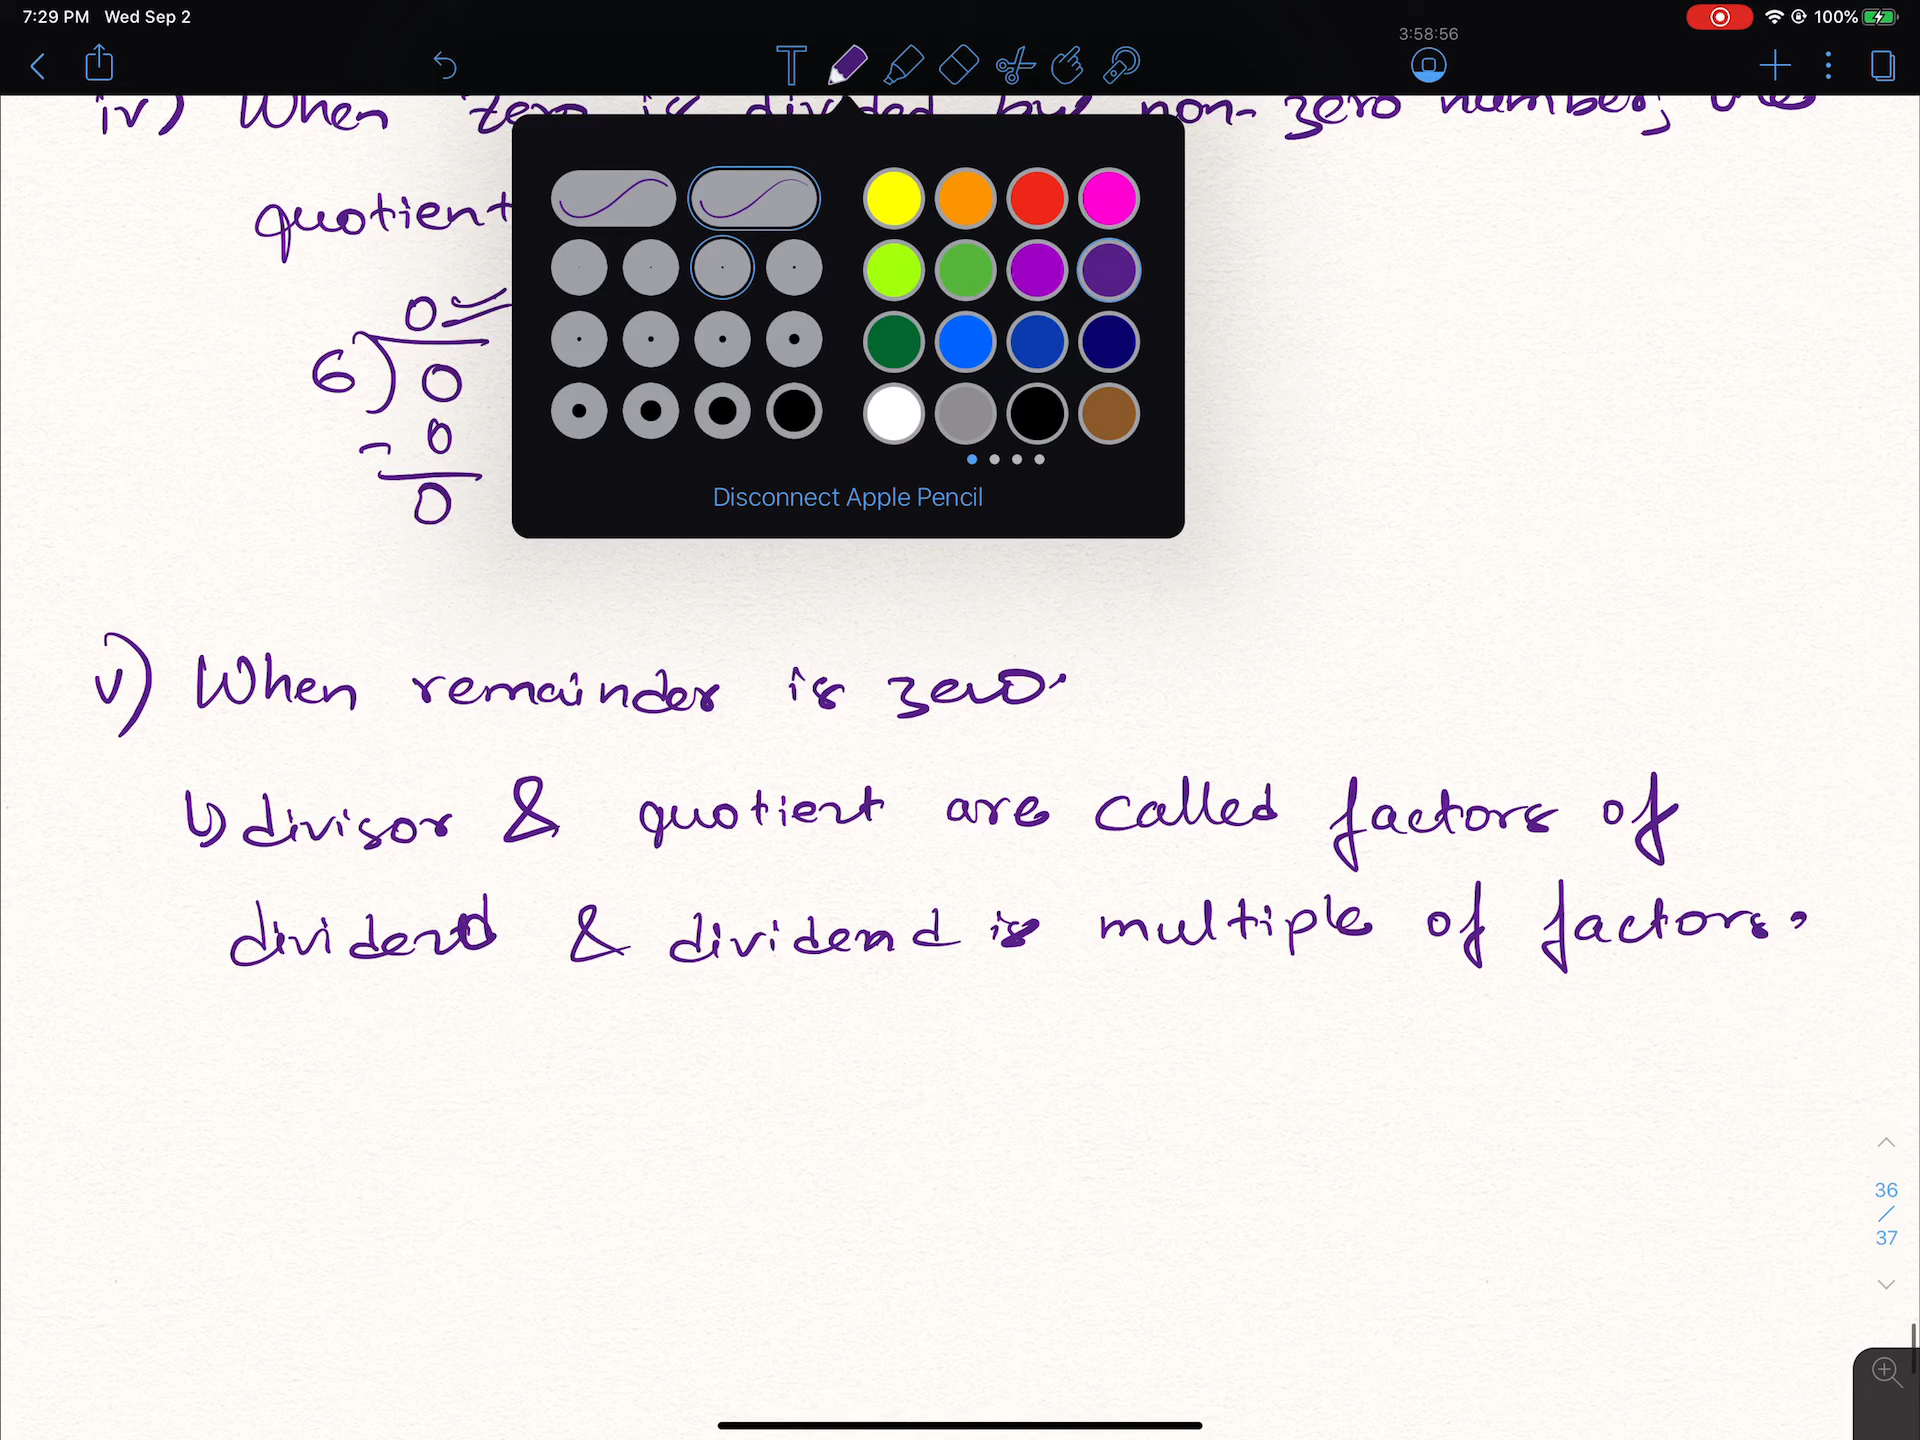 7:29 PM Wed Sep 2
100%
3:58:56
iv) When zero is divided by non-zero number, the
quotient
0
6) 0
- 0
0
Disconnect Apple Pencil
v) When remainder is zero.
divisor & quotient are called factors of
dividend & dividend is multiple of factors.
36
/
37